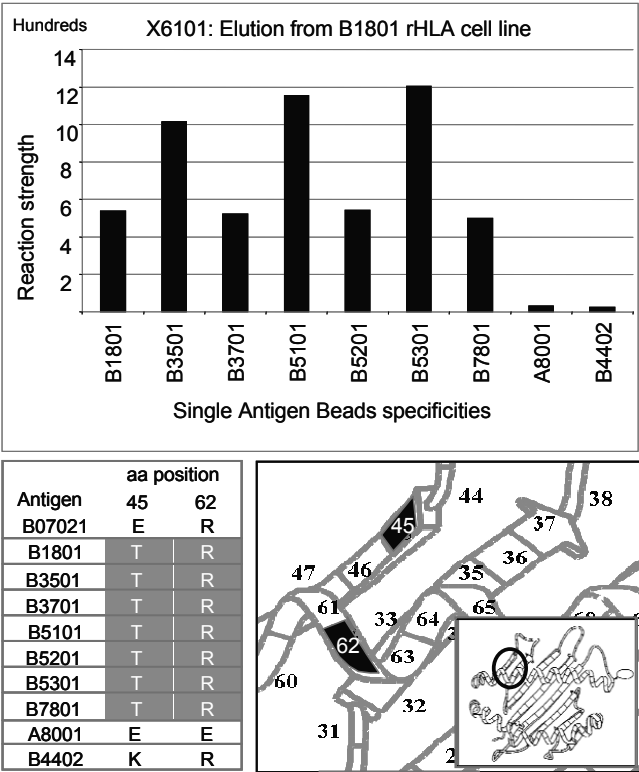 Hundreds
X6101: Elution from B1801 rHLA cell line
Reaction strength
14
12
10
8
6
4
2
B1801
B3501
B3701
B5101
B5201
B5301
B7801
A8001
B4402
Single Antigen Beads specificities
aa position
Antigen 45 62
B07021 E R
B1801 T R
B3501 T R
B3701 T R
B5101 T R
B5201 T R
B5301 T R
B7801 T R
A8001 E E
B4402 K R
44
38
45
37
36
47
46
35
61
33
64
65
62
63
60
32
31